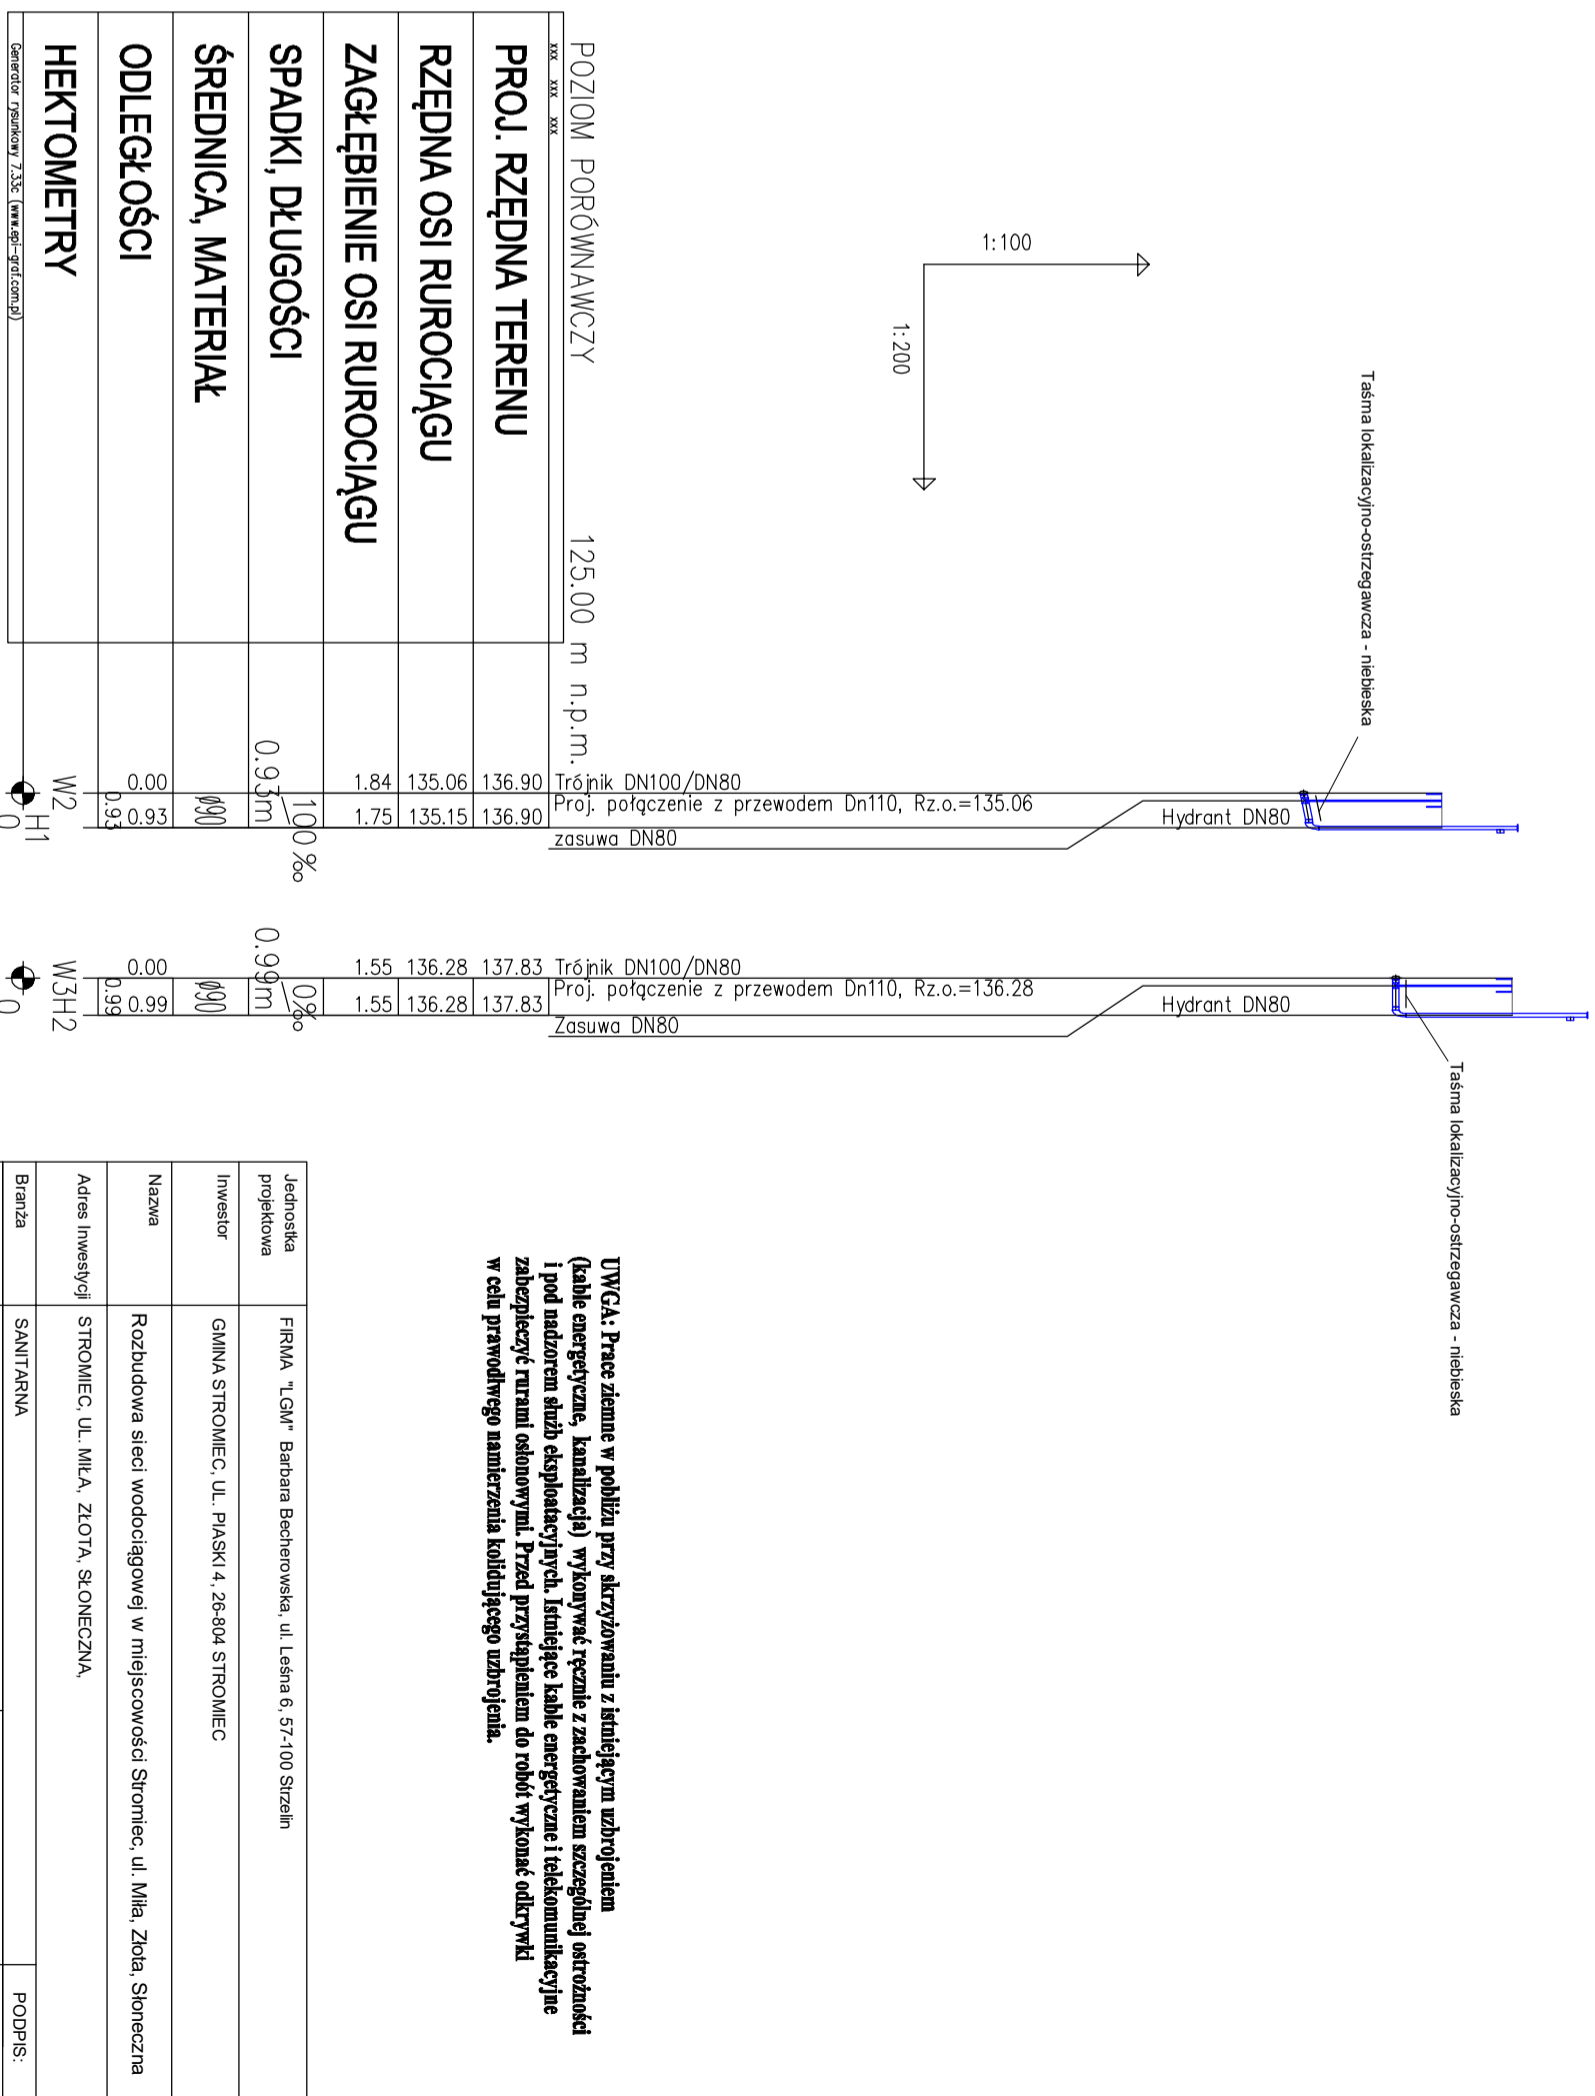 Taśma lokalizacyjno-ostrzegawcza - niebieska
Taśma lokalizacyjno-ostrzegawcza - niebieska
1:100
1:200
Hydrant DN80
Hydrant DN80
POZIOM PORÓWNAWCZY 125.00 m n.p.m.
xxx xxx xxx
Trójnik DN100/DN80
Proj. połączenie z przewodem Dn110, Rz.o.=135.06
zasuwa DN80
Trójnik DN100/DN80
Proj. połączenie z przewodem Dn110, Rz.o.=136.28
Zasuwa DN80
PROJ. RZĘDNA TERENU 136.90 136.90 137.83 137.83
RZĘDNA OSI RUROCIĄGU 135.06 135.15 136.28 136.28
ZAGŁĘBIENIE OSI RUROCIĄGU 1.84 1.75 1.55 1.55
SPADKI, DŁUGOŚCI 0.93m 100‰ 0.99m 0‰
ŚREDNICA, MATERIAŁ ø90 ø90
ODLEGŁOŚCI 0.00 0.93 0.93 0.00 0.99 0.99
HEKTOMETRY W2 H1 W3H2
0 0
Generator rysunkowy 7.33c (www.epi-graf.com.pl)
UWGA: Prace ziemne w pobliżu przy skrzyżowaniu z istniejącym uzbrojeniem
(kable energetyczne, kanalizacja) wykonywać ręcznie z zachowaniem szczególnej ostrożności
i pod nadzorem służb eksploatacyjnych. Istniejące kable energetyczne i telekomunikacyjne
zabezpieczyć rurami osłonowymi. Przed przystąpieniem do robót wykonać odkrywki
w celu prawodłwego namierzenia kolidującego uzbrojenia.
Jednostka
projektowa
FIRMA "LGM" Barbara Becherowska, ul. Leśna 6, 57-100 Strzelin
Inwestor GMINA STROMIEC, UL. PIASKI 4, 26-804 STROMIEC
Nazwa Rozbudowa sieci wodociągowej w miejscowości Stromiec, ul. Miła, Złota, Słoneczna
Adres Inwestycji STROMIEC, UL. MIŁA, ZŁOTA, SŁONECZNA,
Branża SANITARNA PODPIS: